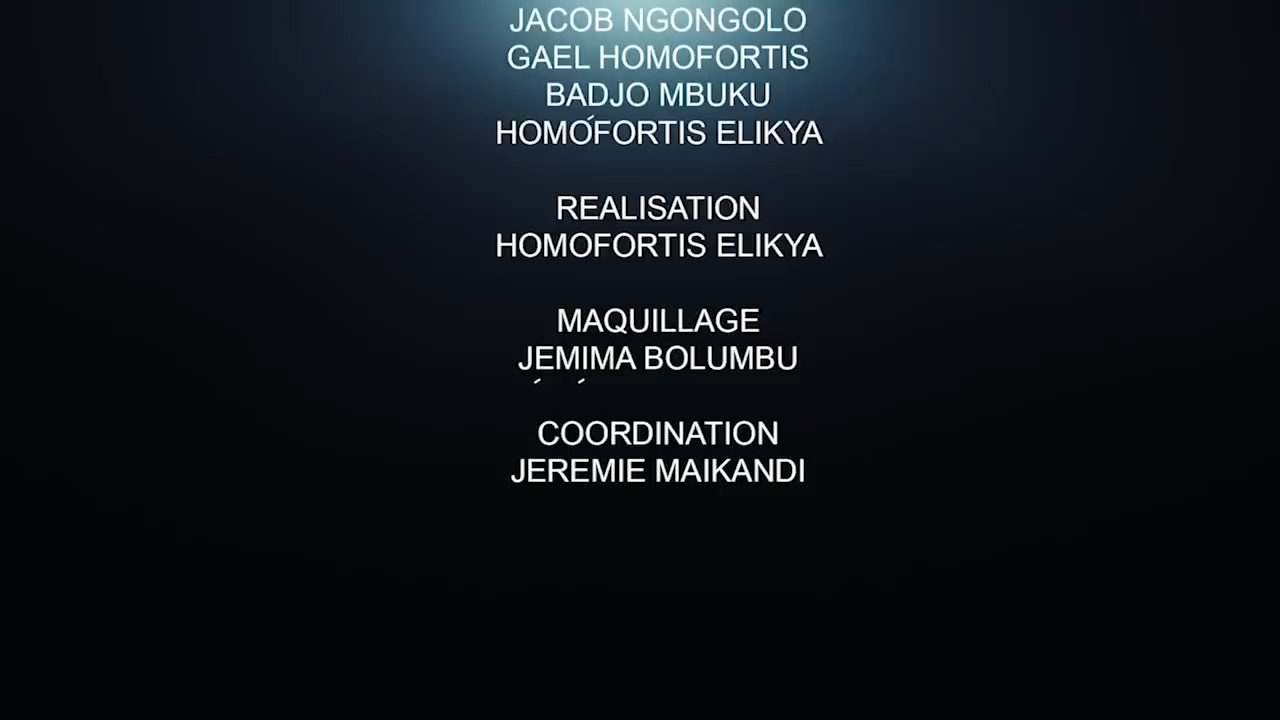 JACOB NGONGOLO
GAEL HOMOFORTIS
BADJO MBUKU
HOMOFORTIS ELIKYA
REALISATION
HOMOFORTIS ELIKYA
MAQUILLAGE
JEMIMA BOLUMBU
COORDINATION
JEREMIE MAIKANDI